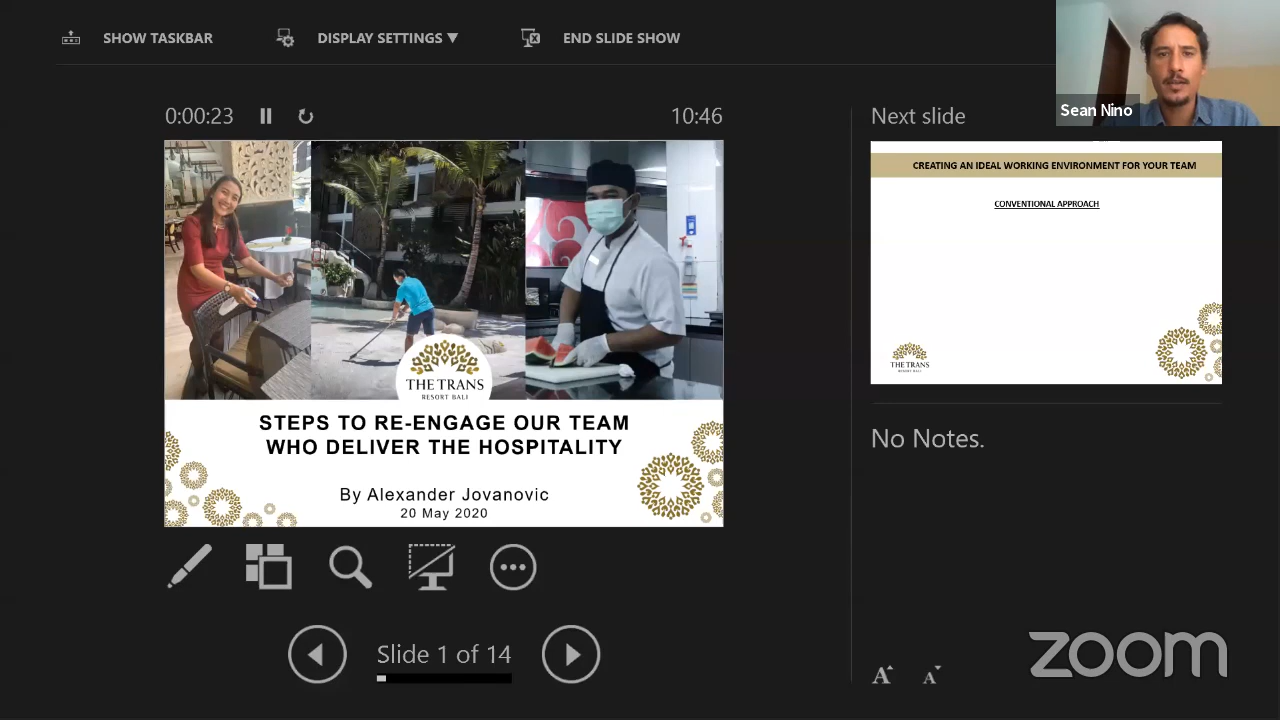 SHOW TASKBAR
DISPLAY SETTINGS ▼
END SLIDE SHOW
Sean Nino
0:00:23
10:46
Next slide
THE TRANS
RESORT BALI
STEPS TO RE-ENGAGE OUR TEAM
WHO DELIVER THE HOSPITALITY
By Alexander Jovanovic
20 May 2020
CREATING AN IDEAL WORKING ENVIRONMENT FOR YOUR TEAM
CONVENTIONAL APPROACH
THE TRANS
RESORT BALI
No Notes.
Slide 1 of 14
A A
zoom